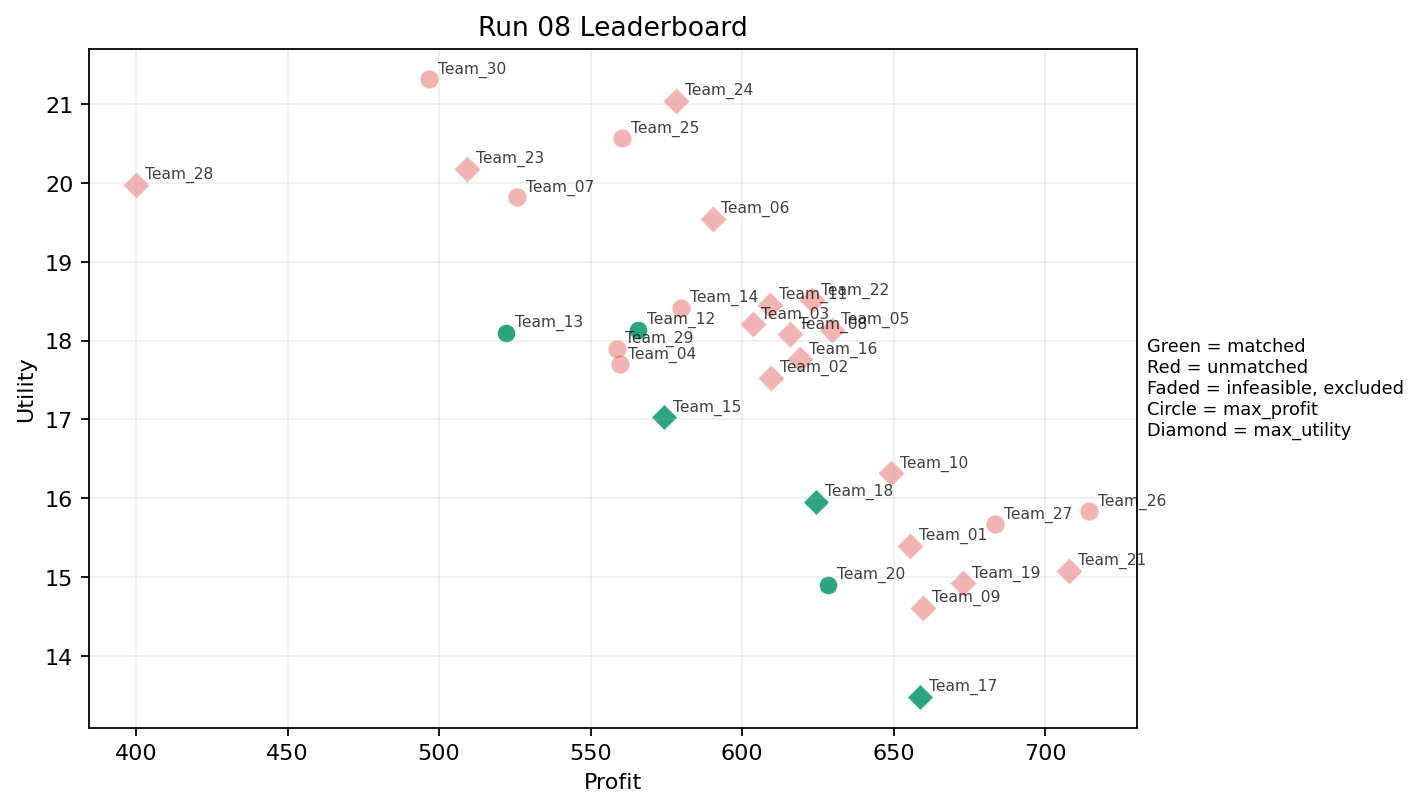 Run 08 Leaderboard
Team_30
Team_24
Team_25
Team_23
Team_28
Team_07
Team_06
Team_22
Team_11
Team_14
Team_03
Team_05
Team_08
Team_12
Team_13
Team_29
Team_16
Team_04
Team_02
Team_15
Team_10
Team_18
Team_26
Team_27
Team_01
Team_21
Team_19
Team_20
Team_09
Team_17
21
20
19
18
17
16
15
14
Utility
400
450
500
550
600
650
700
Profit
Green = matched
Red = unmatched
Faded = infeasible, excluded
Circle = max_profit
Diamond = max_utility